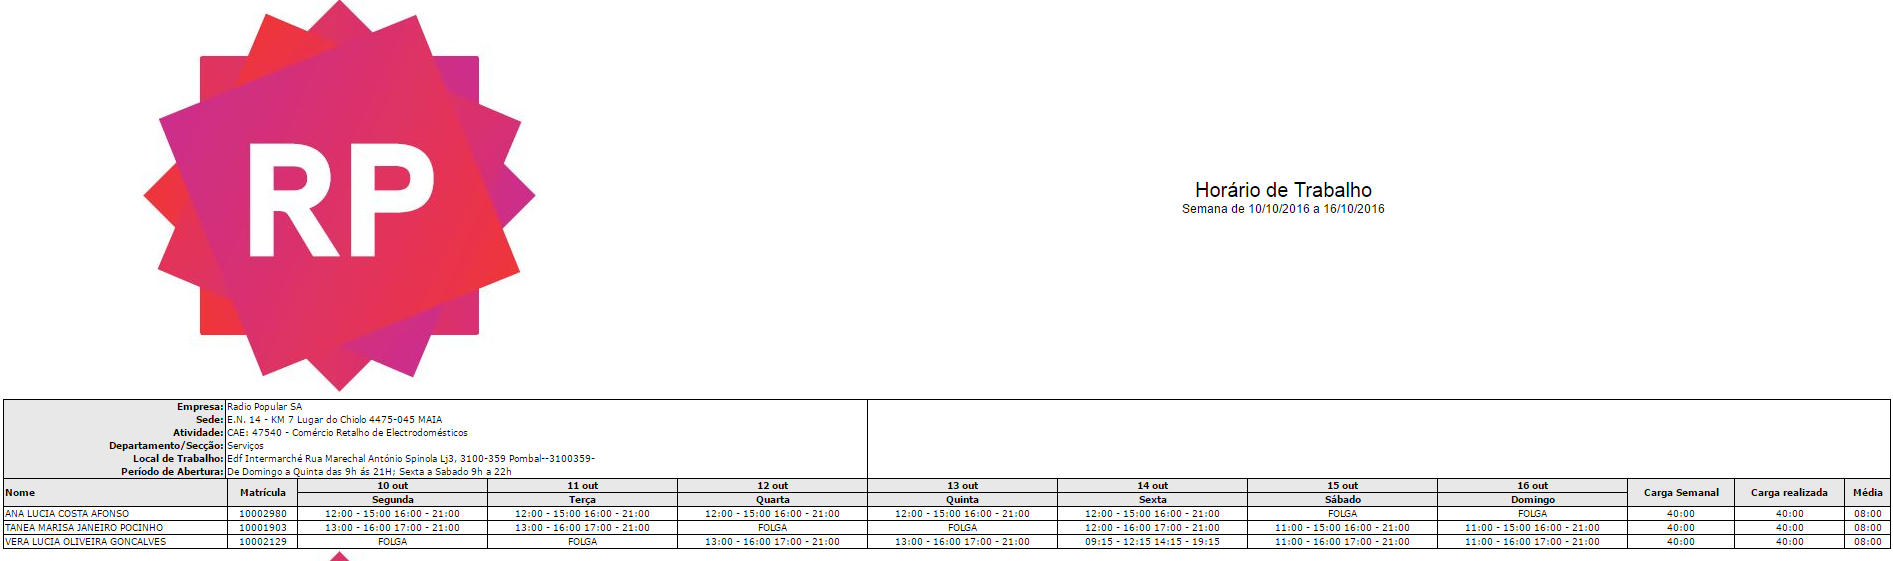 RP
Horário de Trabalho
Semana de 10/10/2016 a 16/10/2016
Empresa: Radio Popular SA
Sede: E.N. 14 - KM 7 Lugar do Chiolo 4475-045 MAIA
Atividade: CAE: 47540 - Comércio Retalho de Electrodomésticos
Departamento/Secção: Serviços
Local de Trabalho: Edf Intermarché Rua Marechal António Spinola Lj3, 3100-359 Pombal--3100359-
Período de Abertura: De Domingo a Quinta das 9h ás 21H; Sexta a Sabado 9h a 22h
Nome Matrícula 10 out 11 out 12 out 13 out 14 out 15 out 16 out Carga Semanal Carga realizada Média
Segunda Terça Quarta Quinta Sexta Sábado Domingo
ANA LUCIA COSTA AFONSO 10002980 12:00 - 15:00 16:00 - 21:00 12:00 - 15:00 16:00 - 21:00 12:00 - 15:00 16:00 - 21:00 12:00 - 15:00 16:00 - 21:00 12:00 - 15:00 16:00 - 21:00 FOLGA FOLGA 40:00 40:00 08:00
TANEA MARISA JANEIRO POCINHO 10001903 13:00 - 16:00 17:00 - 21:00 13:00 - 16:00 17:00 - 21:00 FOLGA FOLGA 12:00 - 16:00 17:00 - 21:00 11:00 - 15:00 16:00 - 21:00 11:00 - 15:00 16:00 - 21:00 40:00 40:00 08:00
VERA LUCIA OLIVEIRA GONCALVES 10002129 FOLGA FOLGA 13:00 - 16:00 17:00 - 21:00 13:00 - 16:00 17:00 - 21:00 09:15 - 12:15 14:15 - 19:15 11:00 - 16:00 17:00 - 21:00 11:00 - 16:00 17:00 - 21:00 40:00 40:00 08:00